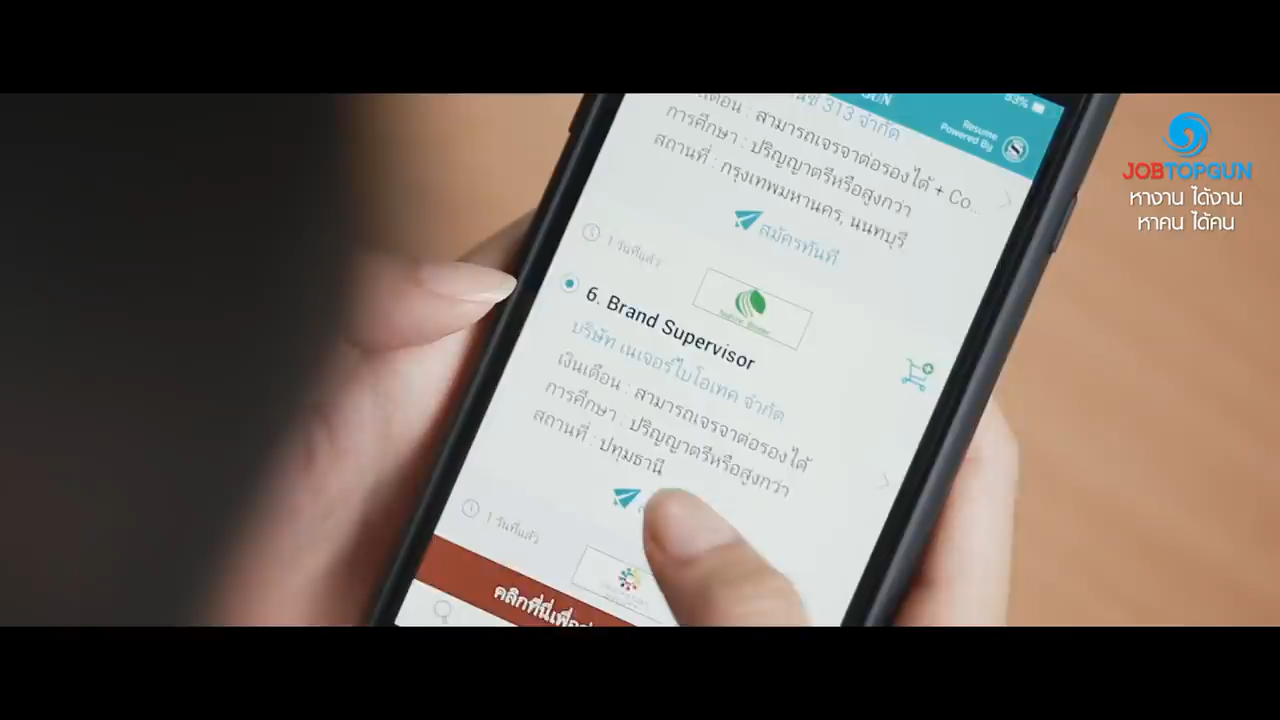 GUN
83%
313 จำกัด
Resume
Powered By
เงินเดือน : สามารถเจรจาต่อรองได้ + Co...
การศึกษา : ปริญญาตรีหรือสูงกว่า
สถานที่ : กรุงเทพมหานคร, นนทบุรี
สมัครทันที
1 วันที่แล้ว
6. Brand Supervisor
บริษัท เนเจอร์ไบโอเทค จำกัด
เงินเดือน : สามารถเจรจาต่อรองได้
การศึกษา : ปริญญาตรีหรือสูงกว่า
สถานที่ : ปทุมธานี
1 วันที่แล้ว
คลิกที่นี่เพื่อ
JOBTOPGUN
หางาน ได้งาน
หาคน ได้คน